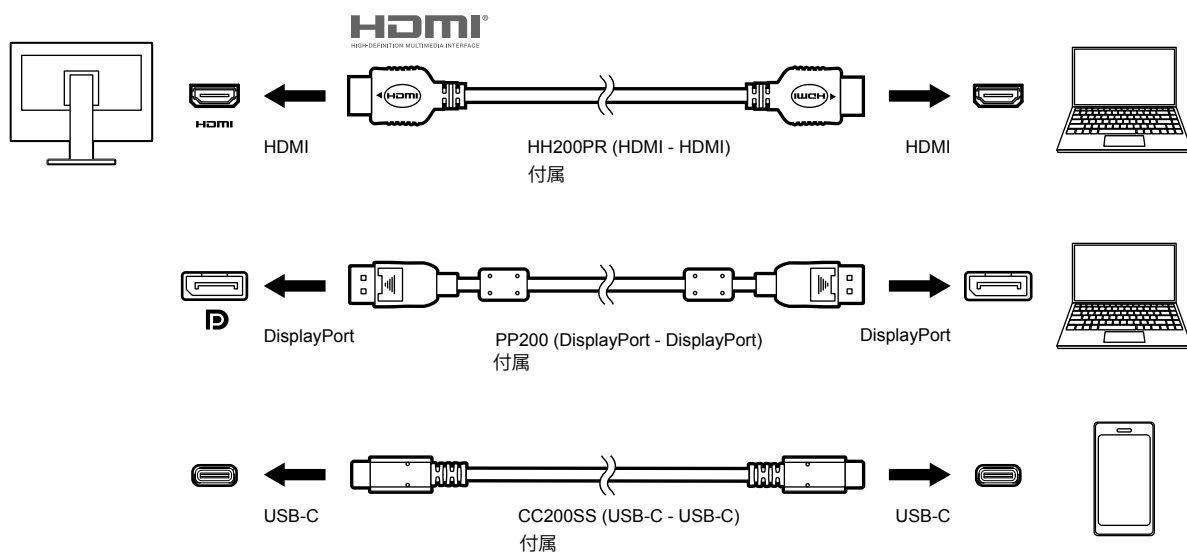 HDMI®
HIGH-DEFINITION MULTIMEDIA INTERFACE
HDMI
HDMI
HDMI
HDMI
HH200PR (HDMI - HDMI)
HDMI
付属
DisplayPort
PP200 (DisplayPort - DisplayPort)
DisplayPort
付属
USB-C
CC200SS (USB-C - USB-C)
USB-C
付属